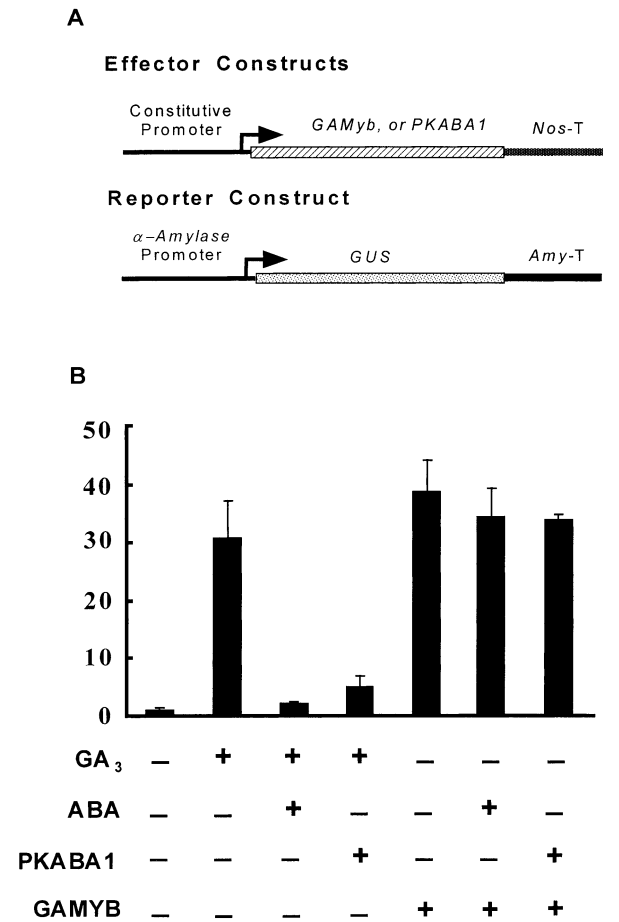 A
Effector Constructs
Constitutive
Promoter
GAMyb, or PKABA1
Nos-T
Reporter Construct
α–Amylase
Promoter
GUS
Amy-T
B
50
40
30
20
10
0
GA3 – + + + – – –
ABA – – + – – + –
PKABA1 – – – + – – +
GAMYB – – – – + + +